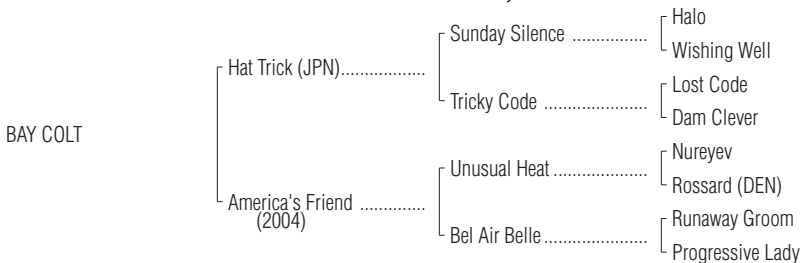 Halo
Sunday Silence ................
Wishing Well
Hat Trick (JPN)..................
Lost Code
Tricky Code ......................
Dam Clever
BAY COLT
Nureyev
Unusual Heat ....................
Rossard (DEN)
America's Friend ..............
(2004)
Runaway Groom
Bel Air Belle......................
Progressive Lady